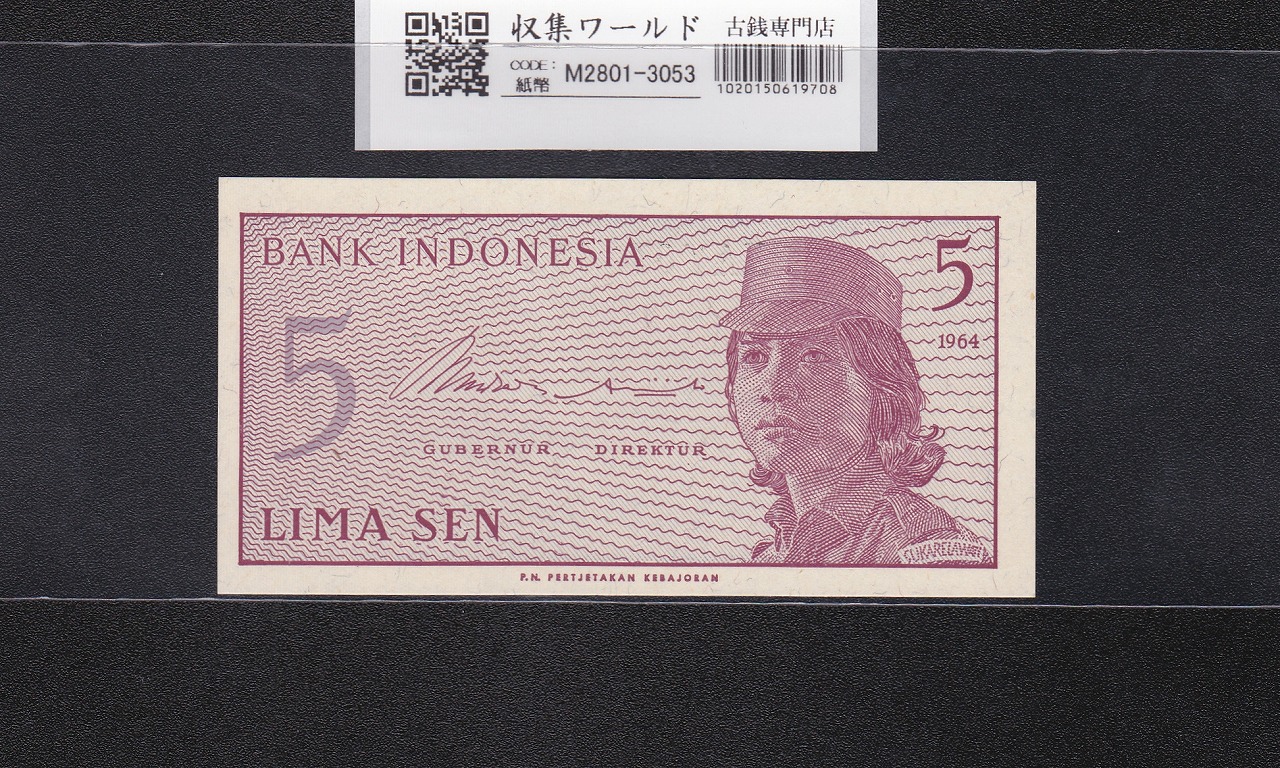 収集ワールド 古銭専門店
CODE:
紙幣 M2801-3053
1020150619708
BANK INDONESIA
5
1964
5
GUBERNUR DIREKTUR
LIMA SEN
SUKARELAWATI
P.N. PERTJETAKAN KEBAJORAN